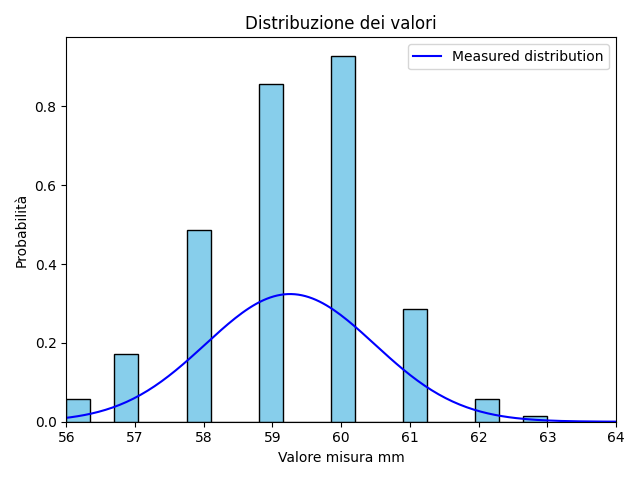 Distribuzione dei valori
Measured distribution
Probabilità
0.8
0.6
0.4
0.2
0.0
56 57 58 59 60 61 62 63 64
Valore misura mm